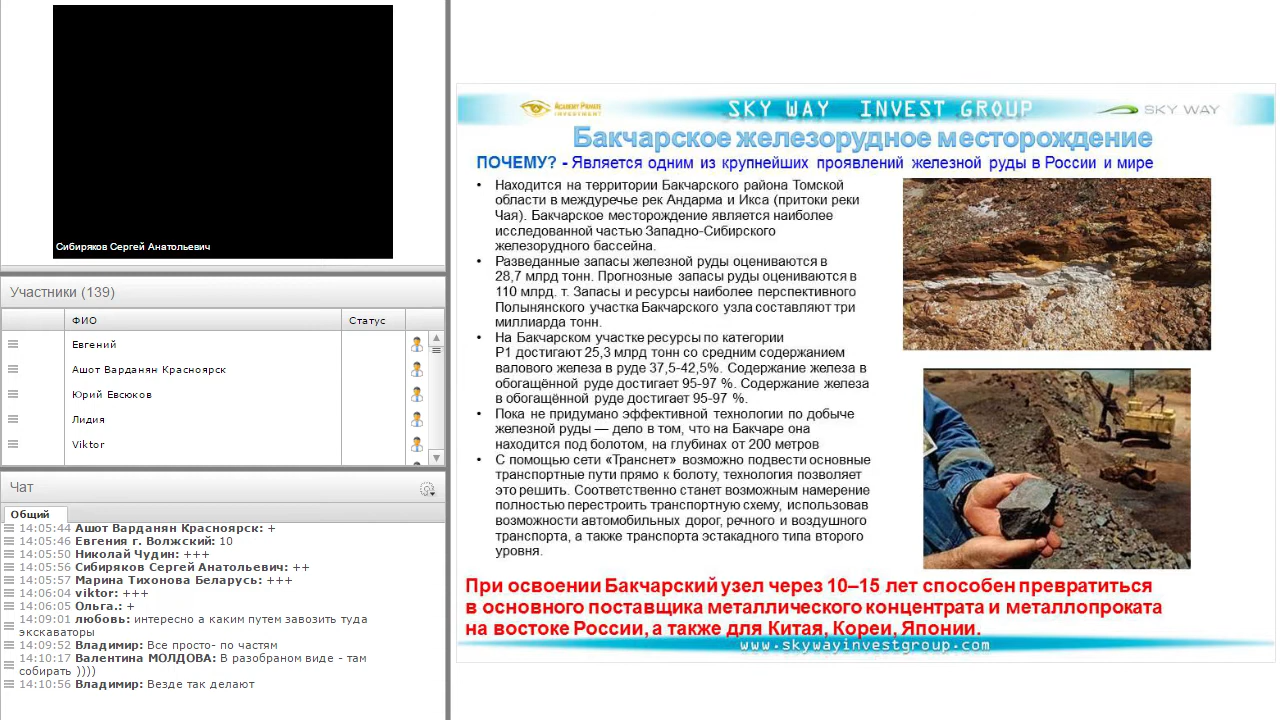 Сибиряков Сергей Анатольевич
Участники (139)
ФИО
Статус
Евгений
Ашот Варданян Красноярск
Юрий Евсюков
Лидия
Viktor
Чат
Общий
14:05:44 Ашот Варданян Красноярск: +
14:05:46 Евгения г. Волжский: 10
14:05:50 Николай Чудин: +++
14:05:56 Сибиряков Сергей Анатольевич: ++
14:05:57 Марина Тихонова Беларусь: +++
14:06:04 viktor: +++
14:06:05 Ольга.: +
14:09:01 любовь: интересно а каким путем завозить туда
экскаваторы
14:09:52 Владимир: Все просто- по частям
14:10:17 Валентина МОЛДОВА: В разобраном виде - там
собирать ))))
14:10:56 Владимир: Везде так делают
ACADEMY PRIVATE
INVESTMENT
SKY WAY INVEST GROUP
SKY WAY
Бакчарское железорудное месторождение
ПОЧЕМУ? - Является одним из крупнейших проявлений железной руды в России и мире
• Находится на территории Бакчарского района Томской
области в междуречье рек Андарма и Икса (притоки реки
Чая). Бакчарское месторождение является наиболее
исследованной частью Западно-Сибирского
железорудного бассейна.
• Разведанные запасы железной руды оцениваются в
28,7 млрд тонн. Прогнозные запасы руды оцениваются в
110 млрд. т. Запасы и ресурсы наиболее перспективного
Полынянского участка Бакчарского узла составляют три
миллиарда тонн.
• На Бакчарском участке ресурсы по категории
Р1 достигают 25,3 млрд тонн со средним содержанием
валового железа в руде 37,5-42,5%. Содержание железа в
обогащённой руде достигает 95-97 %. Содержание железа
в обогащённой руде достигает 95-97 %.
• Пока не придумано эффективной технологии по добыче
железной руды — дело в том, что на Бакчаре она
находится под болотом, на глубинах от 200 метров
• С помощью сети «Транснет» возможно подвести основные
транспортные пути прямо к болоту, технология позволяет
это решить. Соответственно станет возможным намерение
полностью перестроить транспортную схему, использовав
возможности автомобильных дорог, речного и воздушного
транспорта, а также транспорта эстакадного типа второго
уровня.
При освоении Бакчарский узел через 10–15 лет способен превратиться
в основного поставщика металлического концентрата и металлопроката
на востоке России, а также для Китая, Кореи, Японии.
www.skywayinvestgroup.com